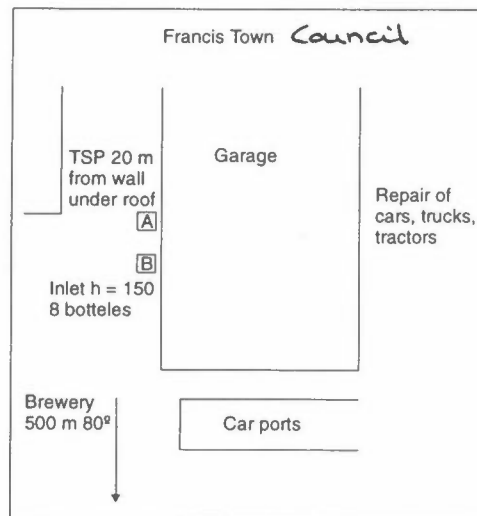 Francis Town Council
TSP 20 m
from wall
under roof
Garage
A
B
Repair of
cars, trucks,
tractors
Inlet h = 150
8 botteles
Brewery
500 m 80º
Car ports